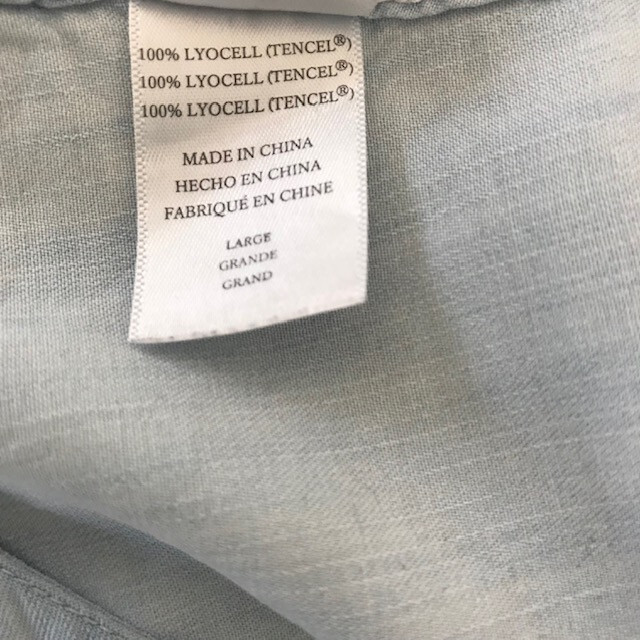 100% LYOCELL (TENCEL®)
100% LYOCELL (TENCEL®)
100% LYOCELL (TENCEL®)
MADE IN CHINA
HECHO EN CHINA
FABRIQUÉ EN CHINE
LARGE
GRANDE
GRAND